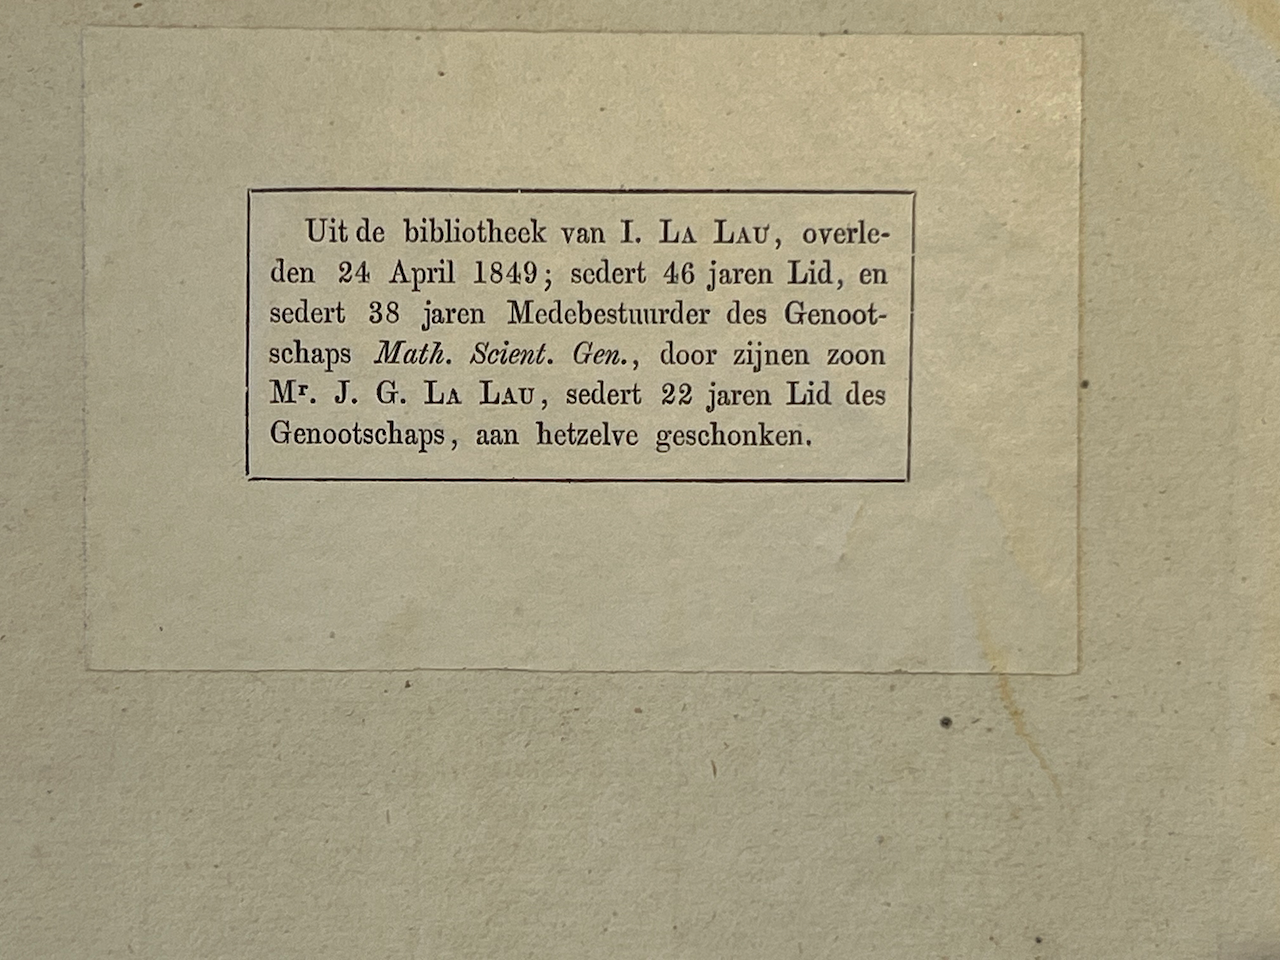 Uit de bibliotheek van I. LA LAU, overle-
den 24 April 1849; sedert 46 jaren Lid, en
sedert 38 jaren Medebestuurder des Genoot-
schaps Math. Scient. Gen., door zijnen zoon
Mr. J. G. LA LAU, sedert 22 jaren Lid des
Genootschaps, aan hetzelve geschonken.